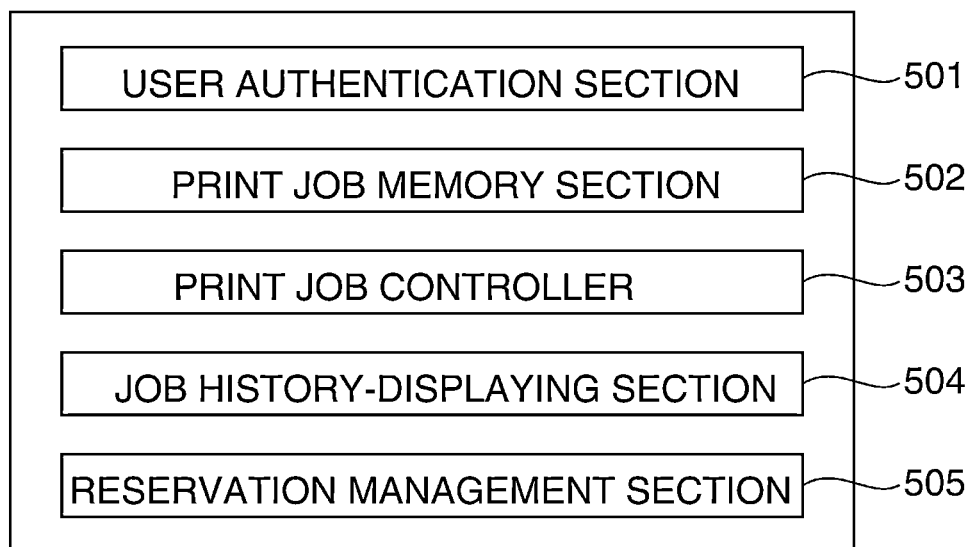 USER AUTHENTICATION SECTION 501
PRINT JOB MEMORY SECTION 502
PRINT JOB CONTROLLER 503
JOB HISTORY-DISPLAYING SECTION 504
RESERVATION MANAGEMENT SECTION 505